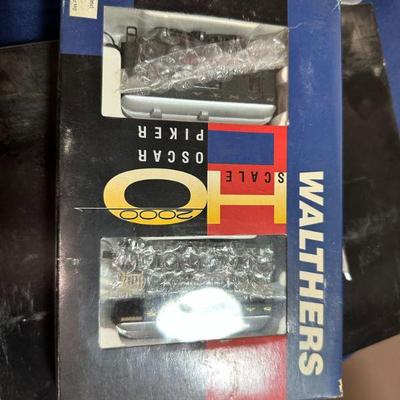 WALTHERS
HO
SCALE
2000
OSCAR
PIKER